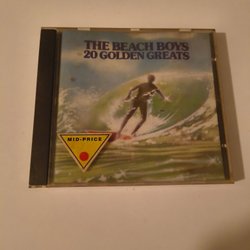 THE BEACH BOYS
20 GOLDEN GREATS
MID-PRICE